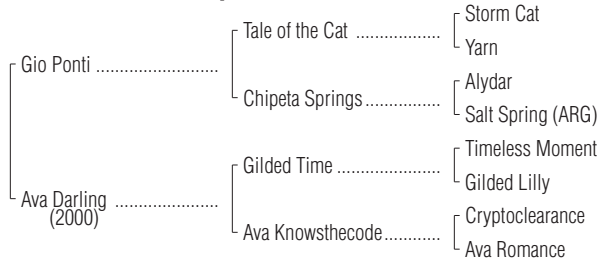 Storm Cat
Tale of the Cat ..................
Yarn
Gio Ponti ..........................
Alydar
Chipeta Springs................
Salt Spring (ARG)
Timeless Moment
Gilded Time ......................
Gilded Lilly
Ava Darling ......................
(2000)
Cryptoclearance
Ava Knowsthecode............
Ava Romance